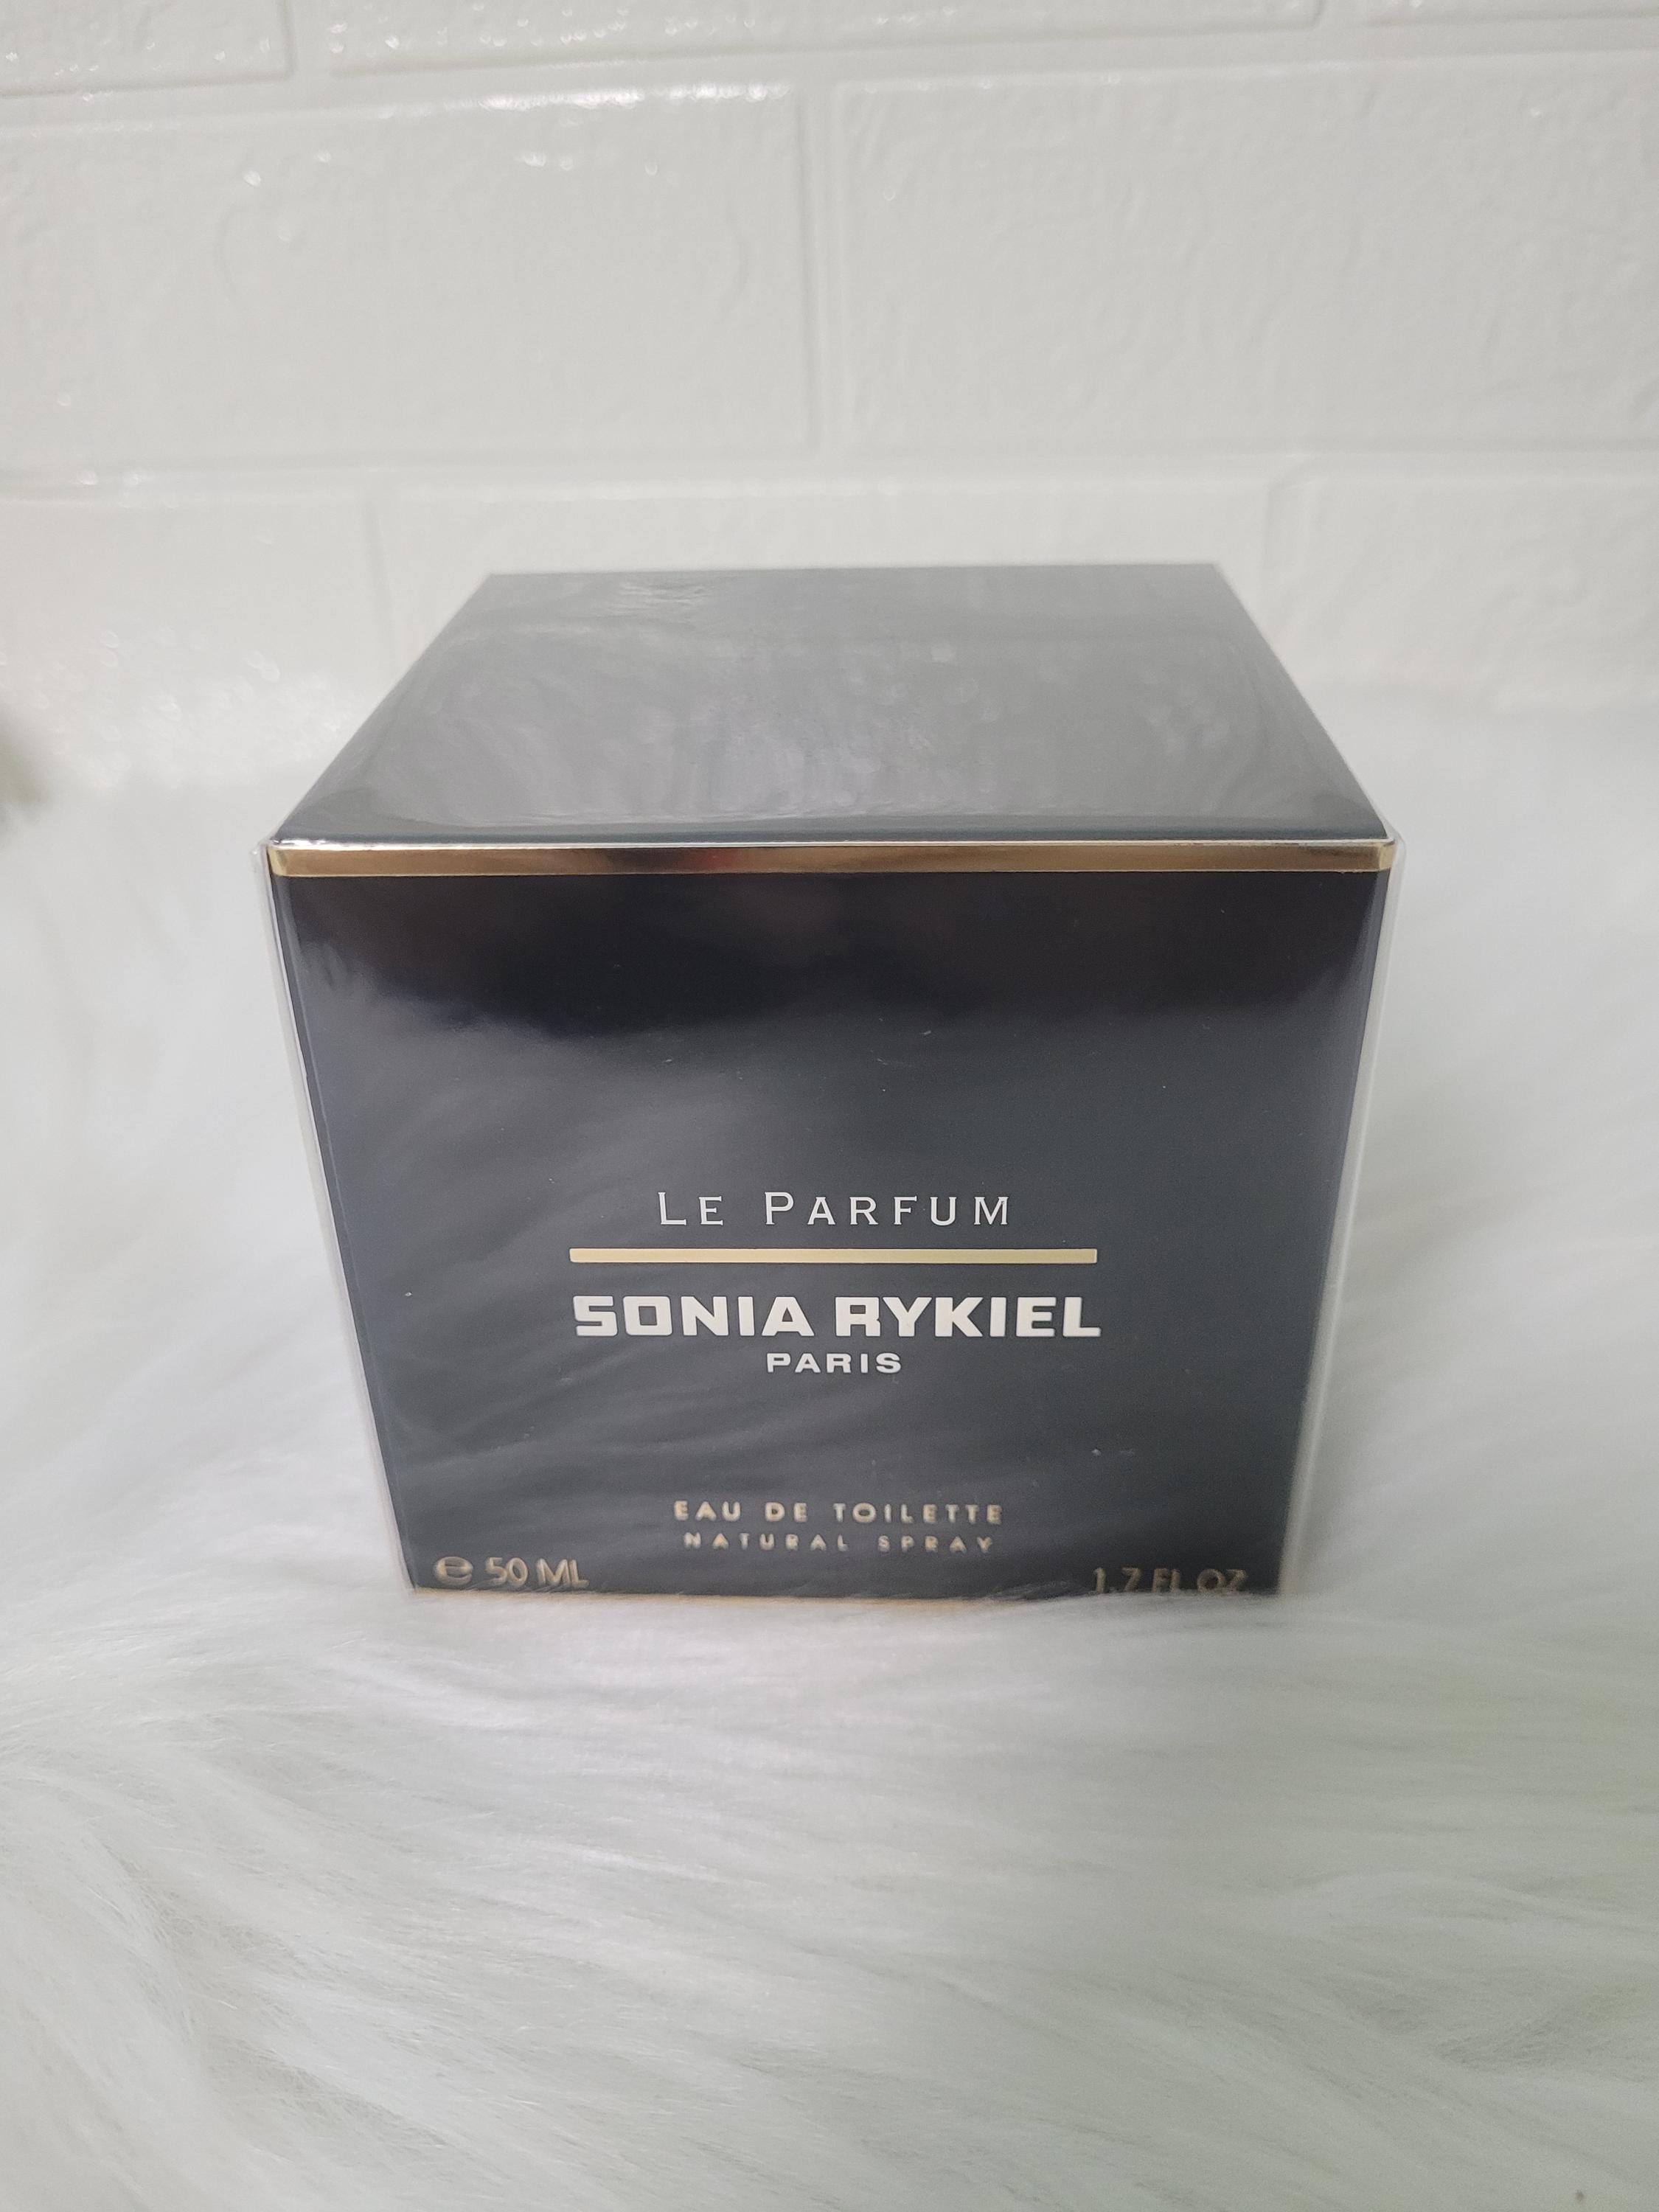 LE PARFUM
SONIA RYKIEL
PARIS
EAU DE TOILETTE
NATURAL SPRAY
℮ 50 ML
1.7 FL OZ